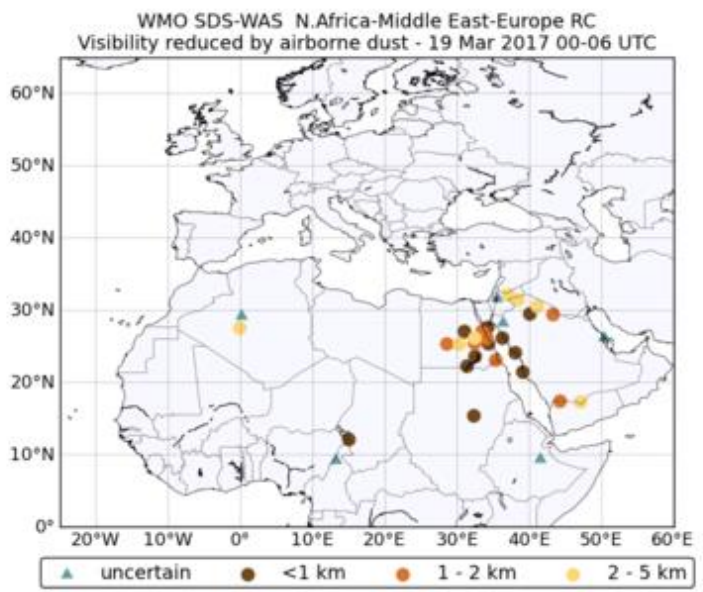 WMO SDS-WAS N.Africa-Middle East-Europe RC
Visibility reduced by airborne dust - 19 Mar 2017 00-06 UTC
60°N
50°N
40°N
30°N
20°N
10°N
0°
20°W 10°W 0° 10°E 20°E 30°E 40°E 50°E 60°E
uncertain <1 km 1 - 2 km 2 - 5 km